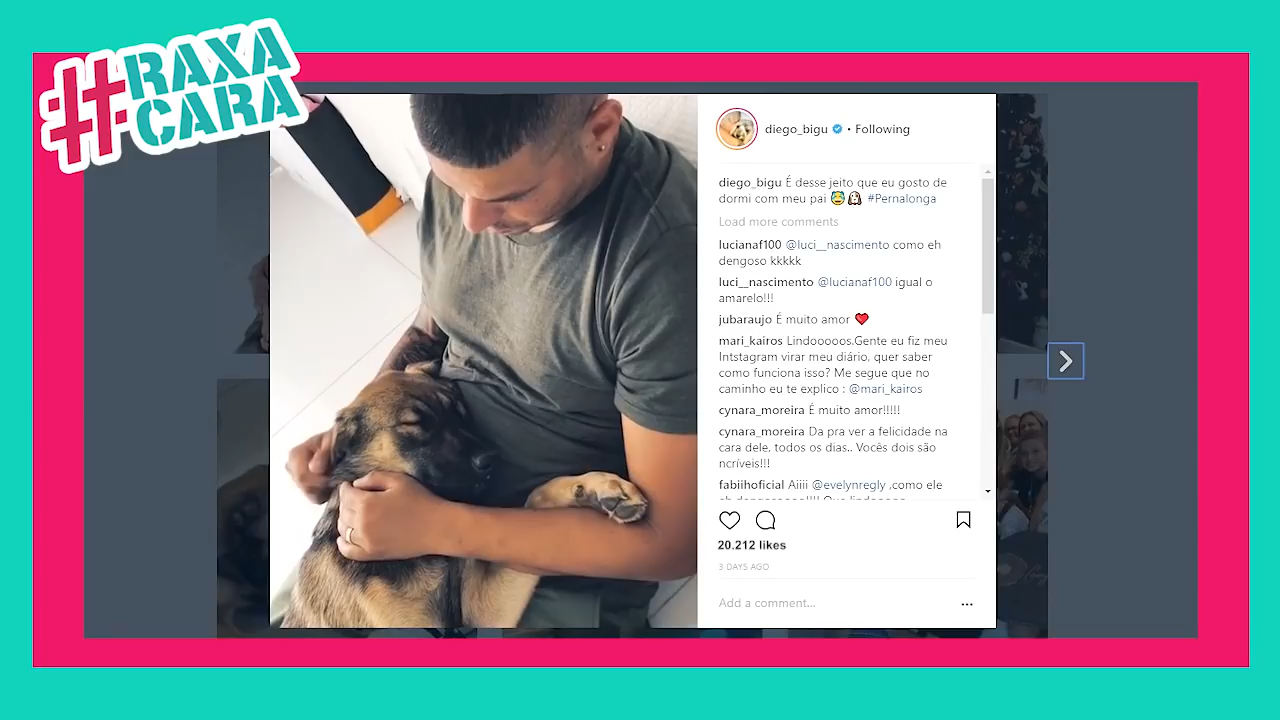 #RAXA
CARA
diego_bigu • Following
diego_bigu É desse jeito que eu gosto de
dormi com meu pai 😇🐶 #Pernalonga
Load more comments
lucianaf100 @luci__nascimento como eh
dengoso kkkkk
luci__nascimento @lucianaf100 igual o
amarelo!!!
jubaraujo É muito amor ❤️
mari_kairos Lindooooos.Gente eu fiz meu
Intstagram virar meu diário, quer saber
como funciona isso? Me segue que no
caminho eu te explico : @mari_kairos
cynara_moreira É muito amor!!!!!
cynara_moreira Da pra ver a felicidade na
cara dele, todos os dias.. Vocês dois são
ncríveis!!!
fabiihoficial Aiiii @evelynregly ,como ele
20.212 likes
3 DAYS AGO
Add a comment...